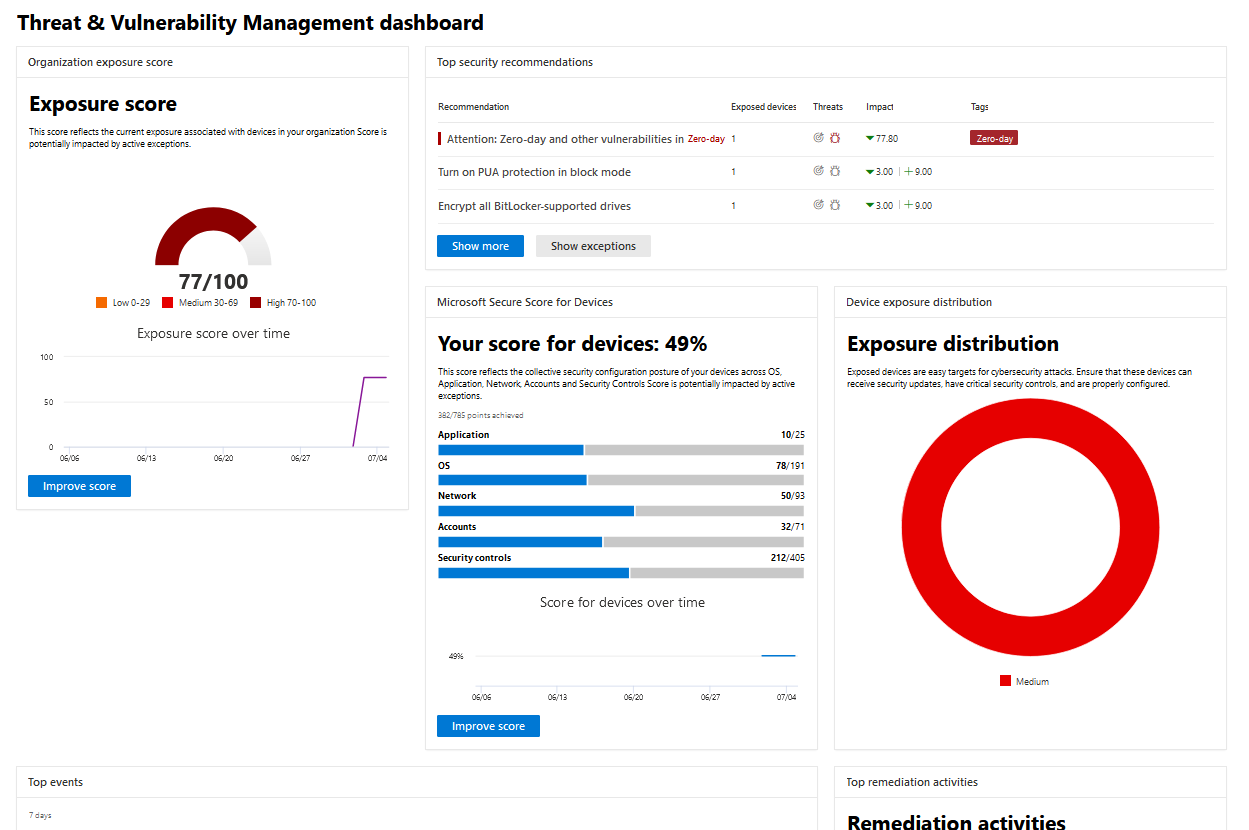 Threat & Vulnerability Management dashboard
Organization exposure score
Exposure score
This score reflects the current exposure associated with devices in your organization Score is
potentially impacted by active exceptions.
77/100
Low 0-29 Medium 30-69 High 70-100
Exposure score over time
100
50
0
06/06 06/13 06/20 06/27 07/04
Improve score
Top security recommendations
Recommendation Exposed devices Threats Impact Tags
Attention: Zero-day and other vulnerabilities in Zero-day 1 77.80 Zero-day
Turn on PUA protection in block mode 1 3.00 | +9.00
Encrypt all BitLocker-supported drives 1 3.00 | +9.00
Show more Show exceptions
Microsoft Secure Score for Devices
Your score for devices: 49%
This score reflects the collective security configuration posture of your devices across OS,
Application, Network, Accounts and Security Controls Score is potentially impacted by active
exceptions.
382/785 points achieved
Application 10/25
OS 78/191
Network 50/93
Accounts 32/71
Security controls 212/405
Score for devices over time
49%
06/06 06/13 06/20 06/27 07/04
Improve score
Device exposure distribution
Exposure distribution
Exposed devices are easy targets for cybersecurity attacks. Ensure that these devices can
receive security updates, have critical security controls, and are properly configured.
Medium
Top events
7 days
Top remediation activities
Remediation activities